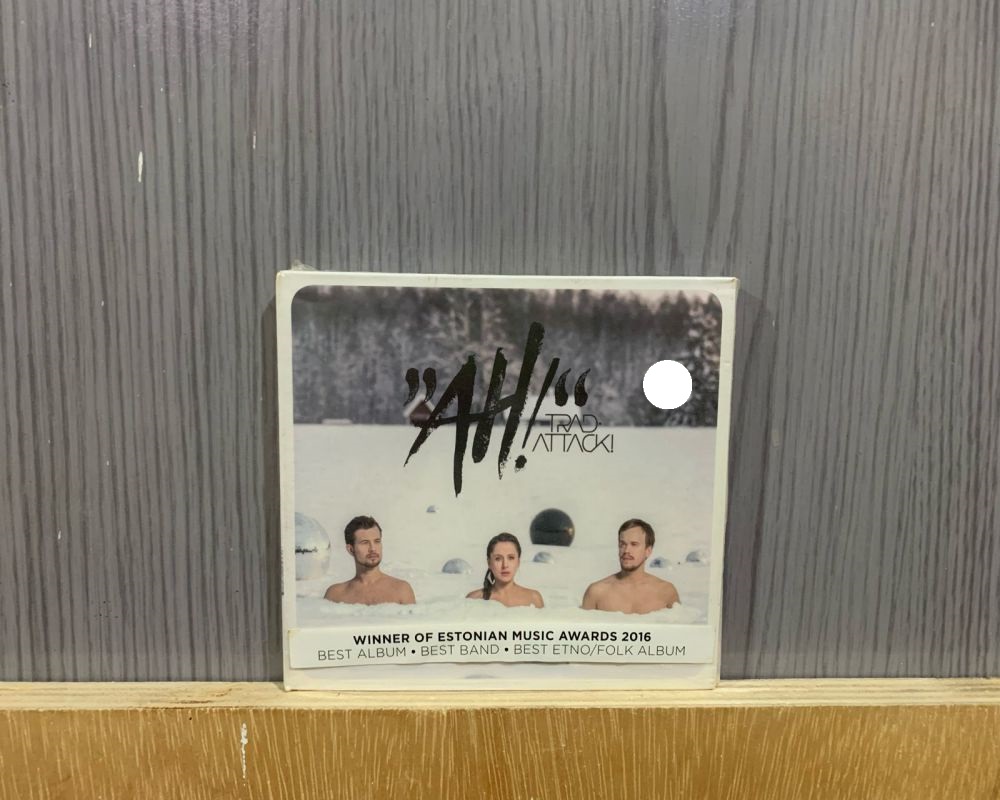 ”AH!“
TRAD.
ATTACK!
WINNER OF ESTONIAN MUSIC AWARDS 2016
BEST ALBUM • BEST BAND • BEST ETNO/FOLK ALBUM